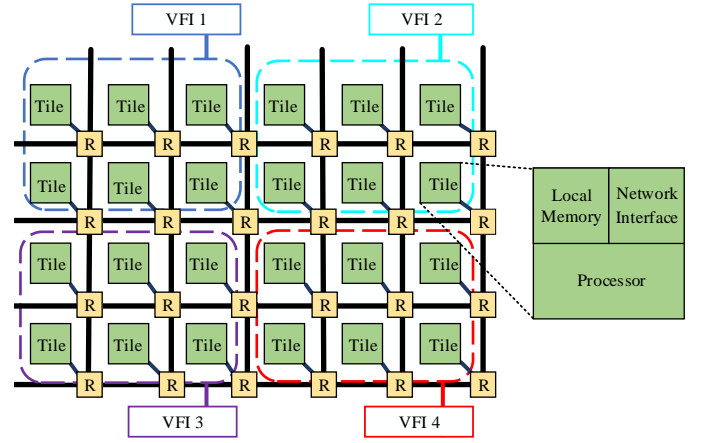 VFI 1
VFI 2
Tile Tile Tile Tile Tile Tile
R R R R R R
Tile Tile Tile Tile Tile Tile
R R R R R R
Tile Tile Tile Tile Tile Tile
R R R R R R
Tile Tile Tile Tile Tile Tile
R R R R R R
VFI 3
VFI 4
Local
Memory
Network
Interface
Processor